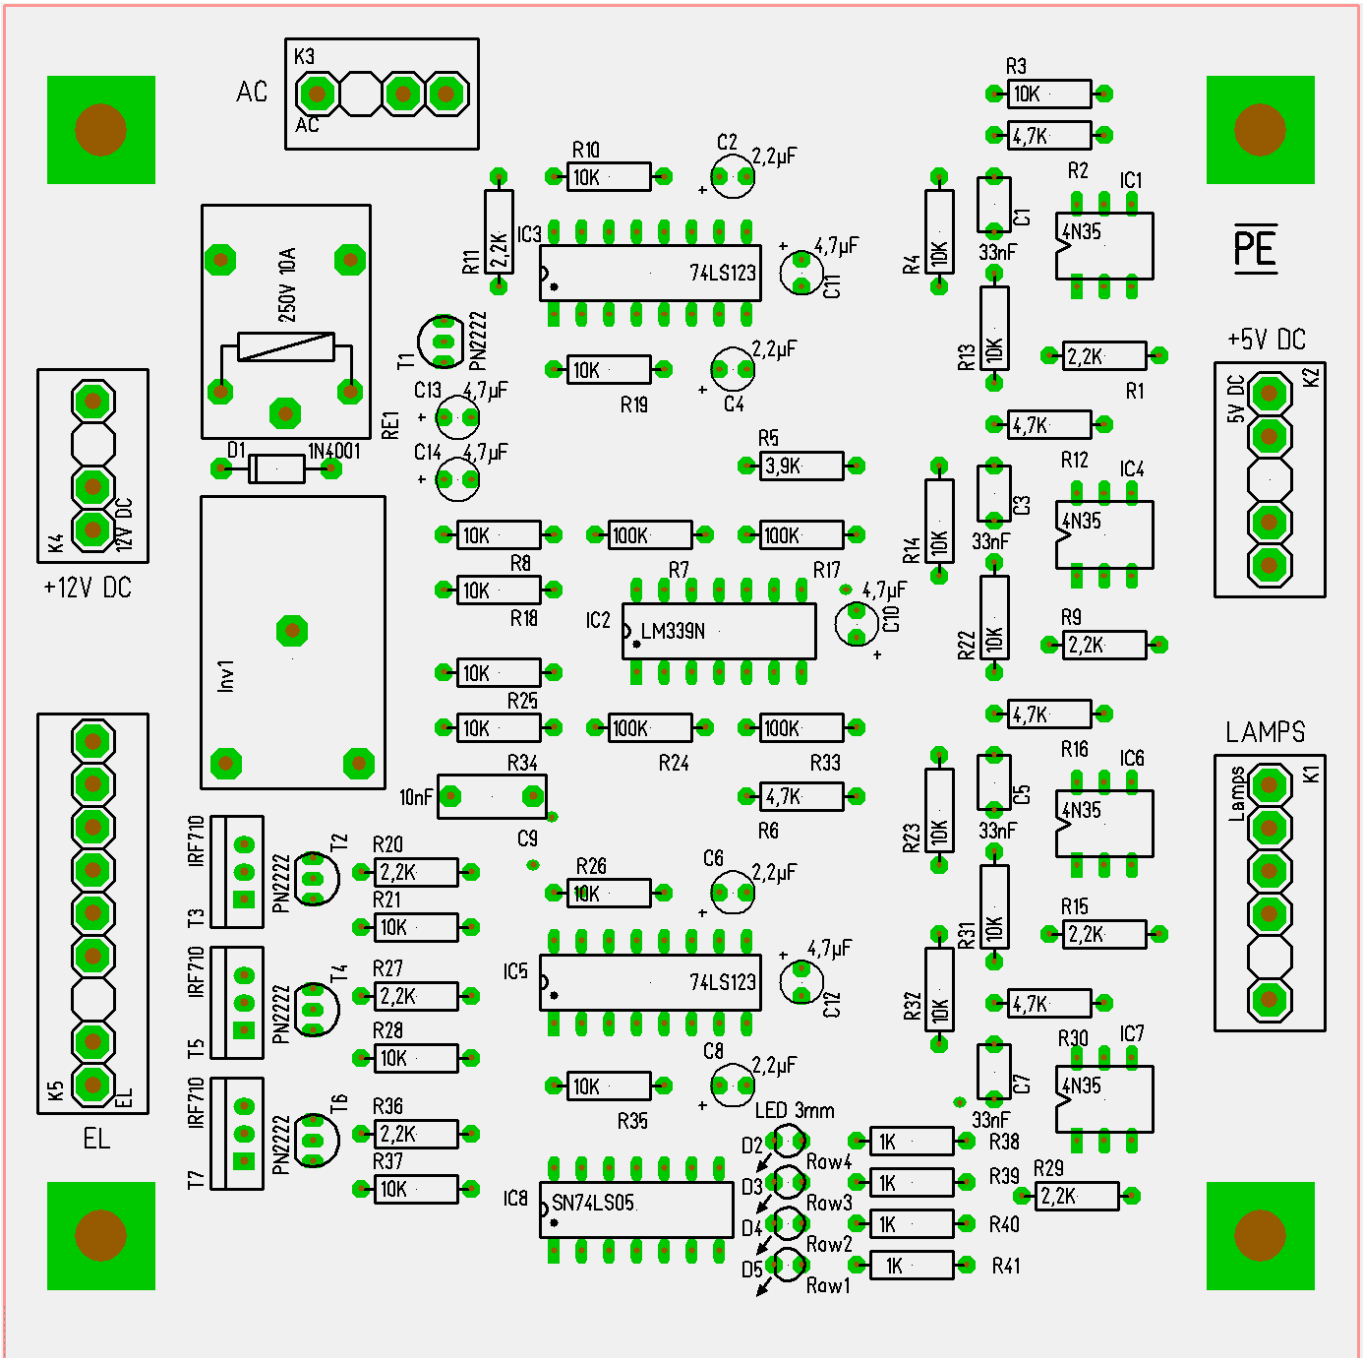 K3
AC
AC
R3
10K
4,7K
R10
10K
C2
2,2µF
R2
IC1
4N35
C1
33nF
R4
10K
PE
R11
2,2K
IC3
74LS123
4,7µF
C11
250V 10A
RE1
T1
PN2222
10K
R19
2,2µF
C4
R13
10K
2,2K
R1
+5V DC
K2
5V DC
C13
4,7µF
C14
4,7µF
D1
1N4001
K4
12V DC
+12V DC
R5
3,9K
4,7K
R12
IC4
4N35
C3
33nF
R14
10K
10K
R8
100K
R7
100K
R17
10K
R18
IC2
LM339N
4,7µF
C10
R22
10K
R9
2,2K
Inv1
10K
R25
10K
R34
100K
R24
100K
R33
4,7K
R16
IC6
4N35
C5
33nF
R23
10K
LAMPS
K1
Lamps
10nF
C9
4,7K
R6
T3
IRF710
PN2222
T2
R20
2,2K
R21
10K
R26
10K
C6
2,2µF
R31
10K
R15
2,2K
T5
IRF710
PN2222
T4
R27
2,2K
R28
10K
IC5
74LS123
4,7µF
C12
R32
10K
4,7K
R30
IC7
4N35
C7
33nF
K5
EL
EL
T7
IRF710
PN2222
T6
R36
2,2K
R37
10K
10K
R35
C8
2,2µF
LED 3mm
D2
Raw4
1K
R38
D3
Raw3
1K
R39
D4
Raw2
1K
R40
D5
Raw1
1K
R41
R29
2,2K
IC8
SN74LS05